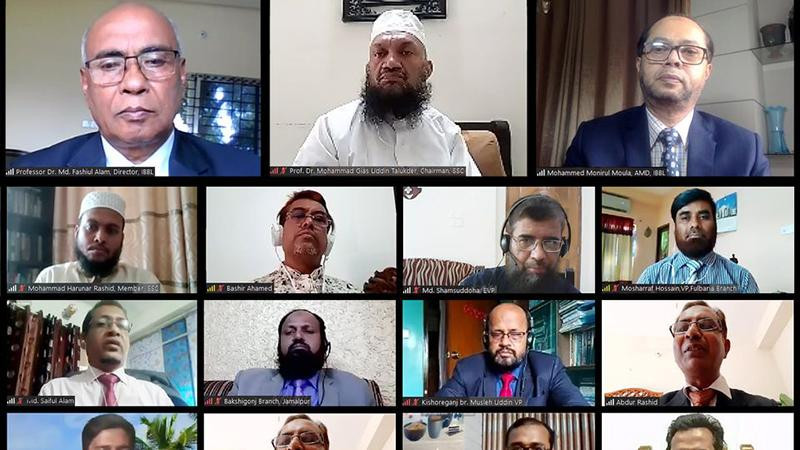 Professor Dr. Md. Fashiul Alam, Director, IBBL
Prof. Dr. Mohammad Gias Uddin Talukder, Chairman, SSC
Mohammed Monirul Moula, AMD, IBBL
Mohammad Harunar Rashid, Member, SSC
Bashir Ahamed
Md. Shamsuddoha, EVP
Mosharraf Hossain,VP,Fulbaria Branch
Md. Saiful Alam
Bakshigonj Branch, Jamalpur
Kishoreganj br. Musleh Uddin VP
Abdur Rashid